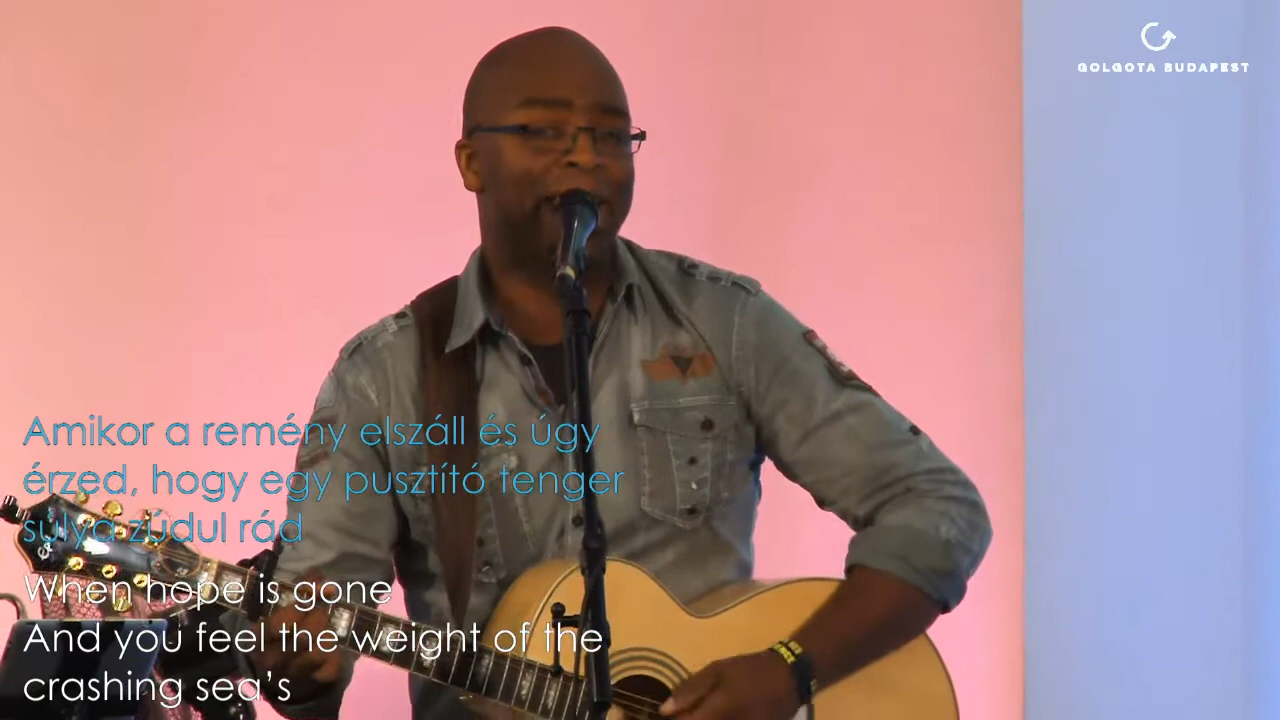 GOLGOTA BUDAPEST
Amikor a remény elszáll és úgy
érzed, hogy egy pusztító tenger
súlya zúdul rád
When hope is gone
And you feel the weight of the
crashing sea's